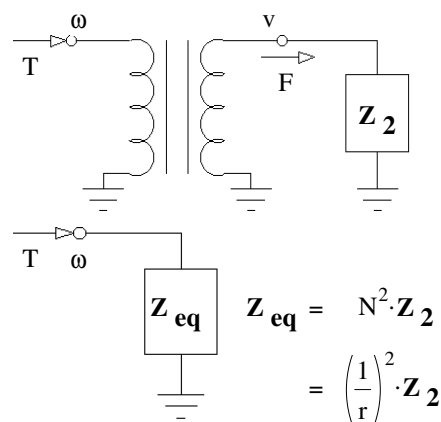 ω
v
T
F
Z 2
T
ω
Z eq
Z eq = N²·Z 2
= (1/r)²·Z 2